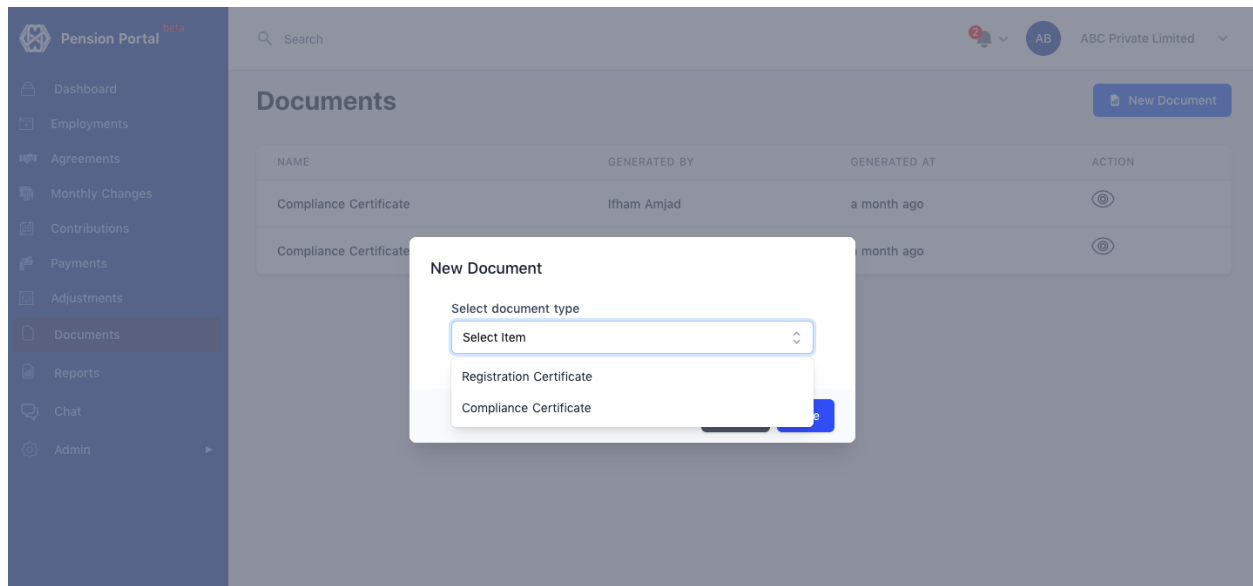 Pension Portal beta
Search
2
AB
ABC Private Limited
Dashboard
Employments
Agreements
Monthly Changes
Contributions
Payments
Adjustments
Documents
Reports
Chat
Admin
Documents
New Document
NAME GENERATED BY GENERATED AT ACTION
Compliance Certificate Ifham Amjad a month ago
Compliance Certificate month ago
New Document
Select document type
Select Item
Registration Certificate
Compliance Certificate